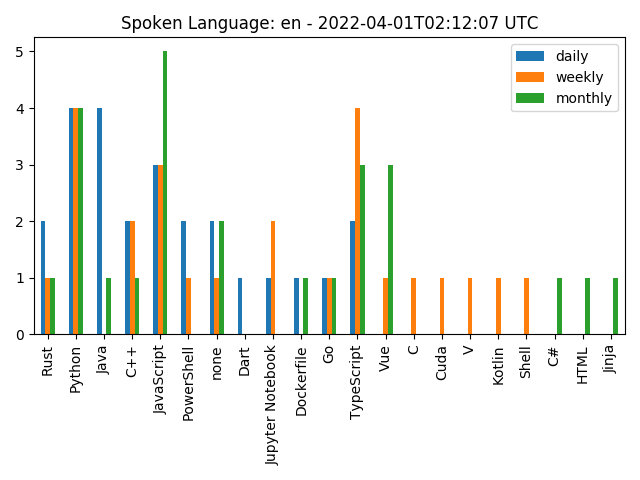 Spoken Language: en - 2022-04-01T02:12:07 UTC
daily
weekly
monthly
5
4
3
2
1
0
Rust
Python
Java
C++
JavaScript
PowerShell
none
Dart
Jupyter Notebook
Dockerfile
Go
TypeScript
Vue
C
Cuda
V
Kotlin
Shell
C#
HTML
Jinja